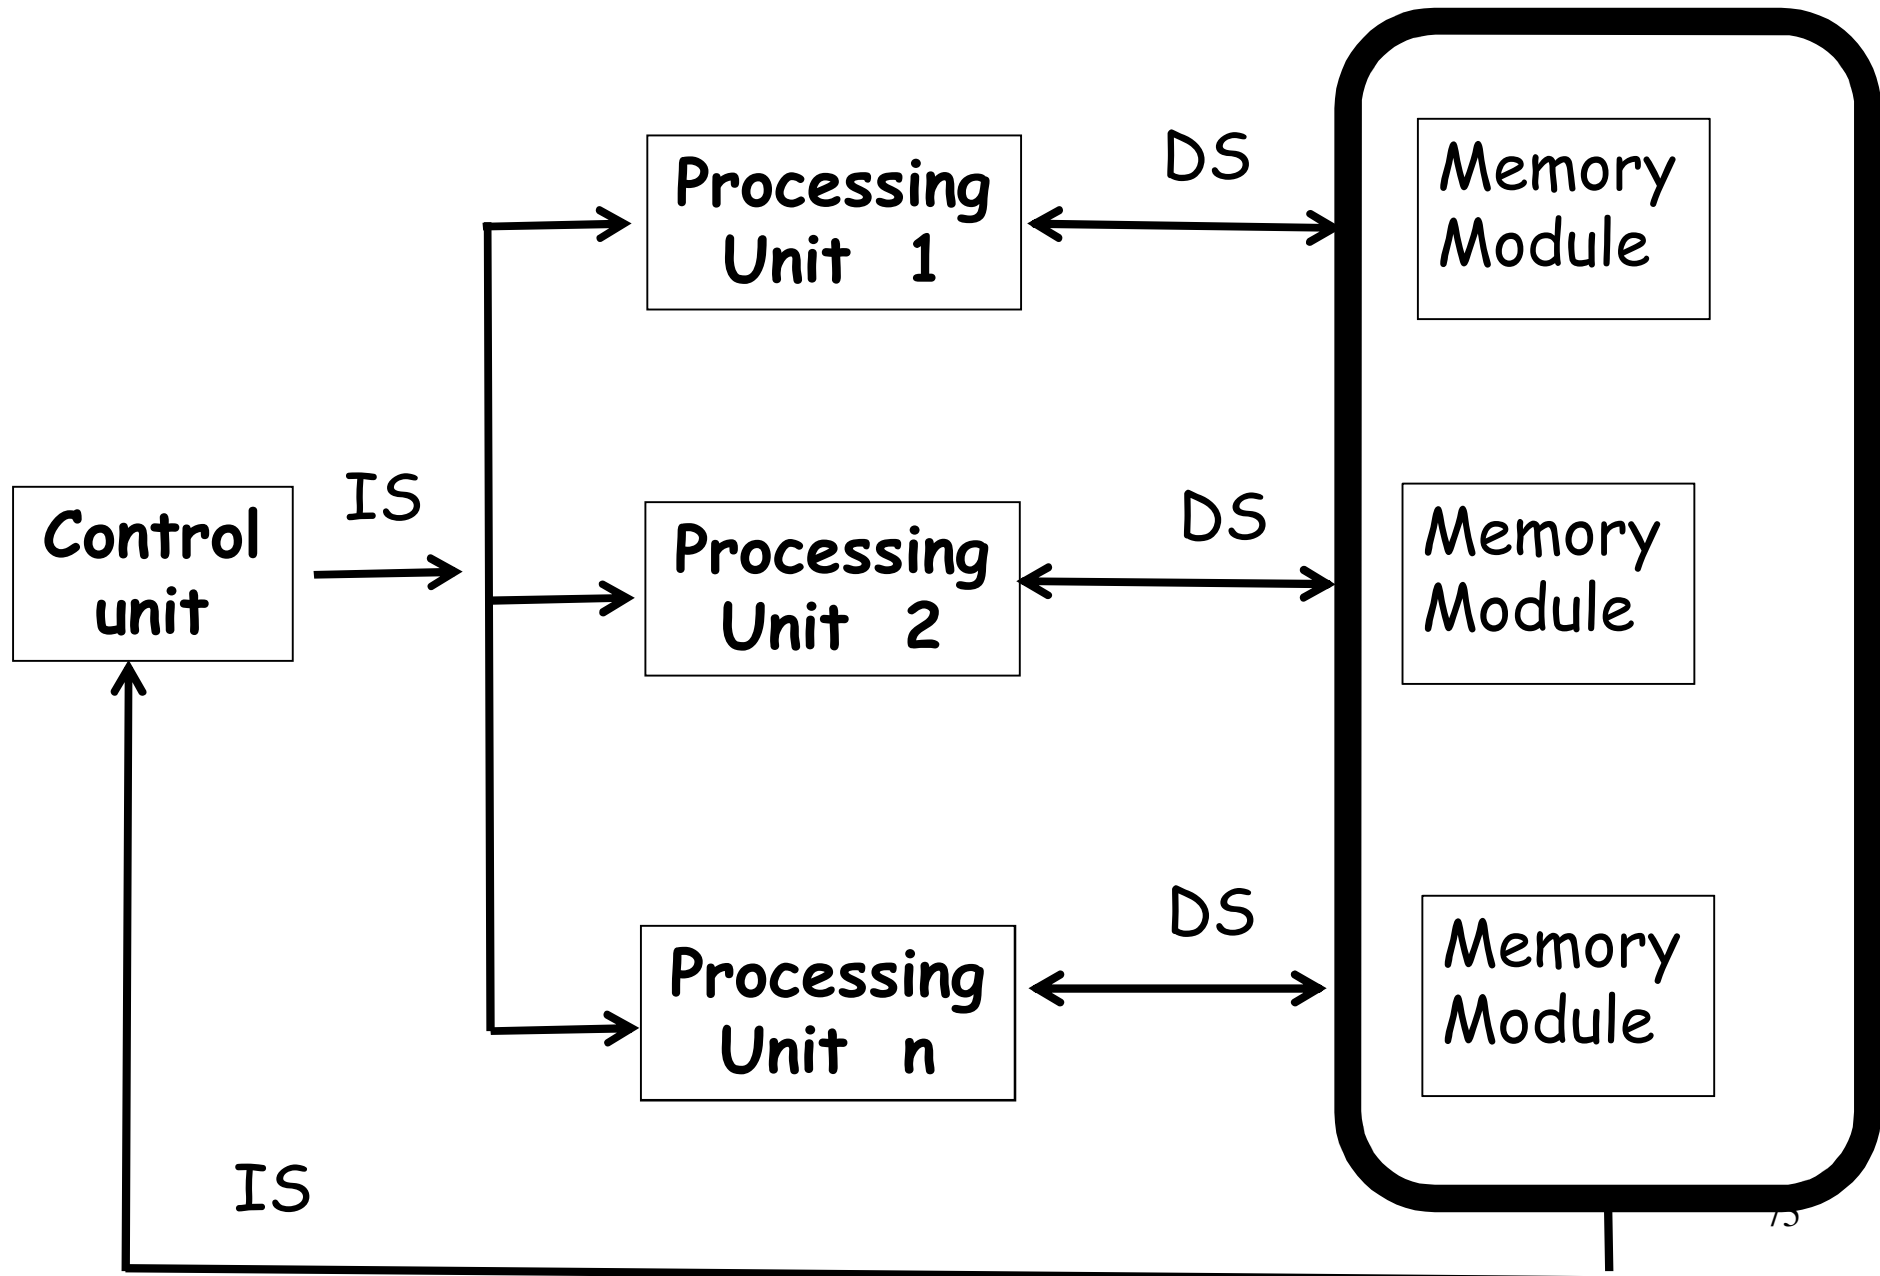 Processing
Unit 1
DS
Memory
Module
Control
unit
IS
Processing
Unit 2
DS
Memory
Module
Processing
Unit n
DS
Memory
Module
IS